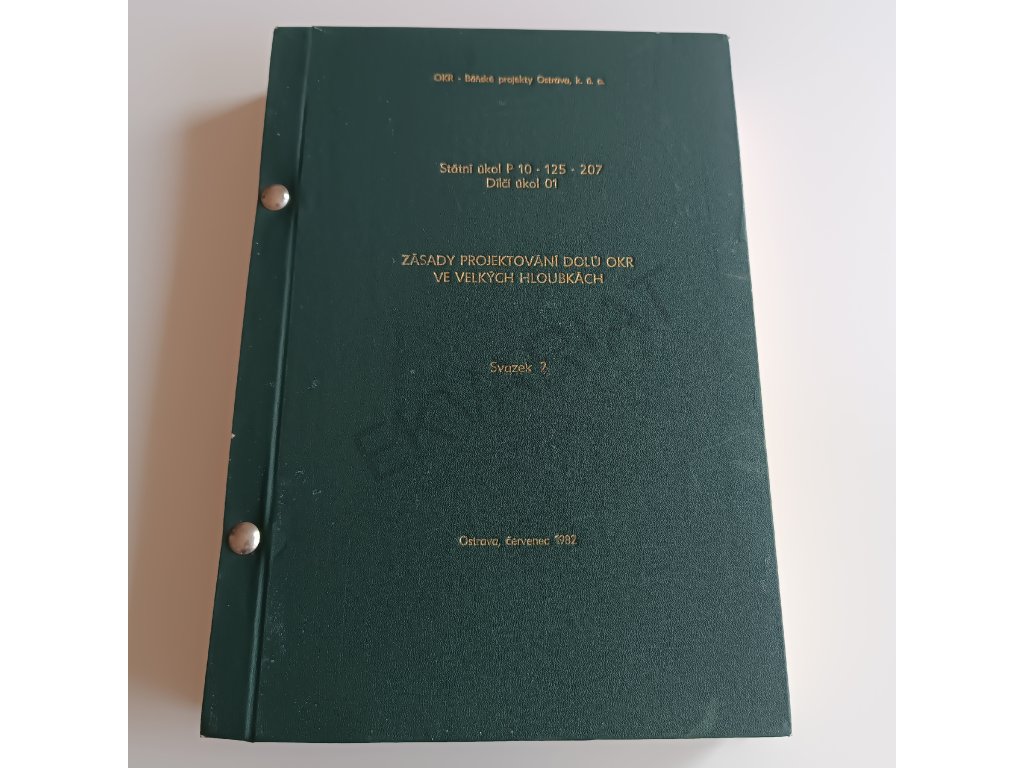 OKR - Báňské projekty Ostrava, k. ú. o.
Státní úkol P 10 - 125 - 207
Dílčí úkol 01
ZÁSADY PROJEKTOVÁNÍ DOLŮ OKR
VE VELKÝCH HLOUBKÁCH
Svazek 2
Ostrava, červenec 1982